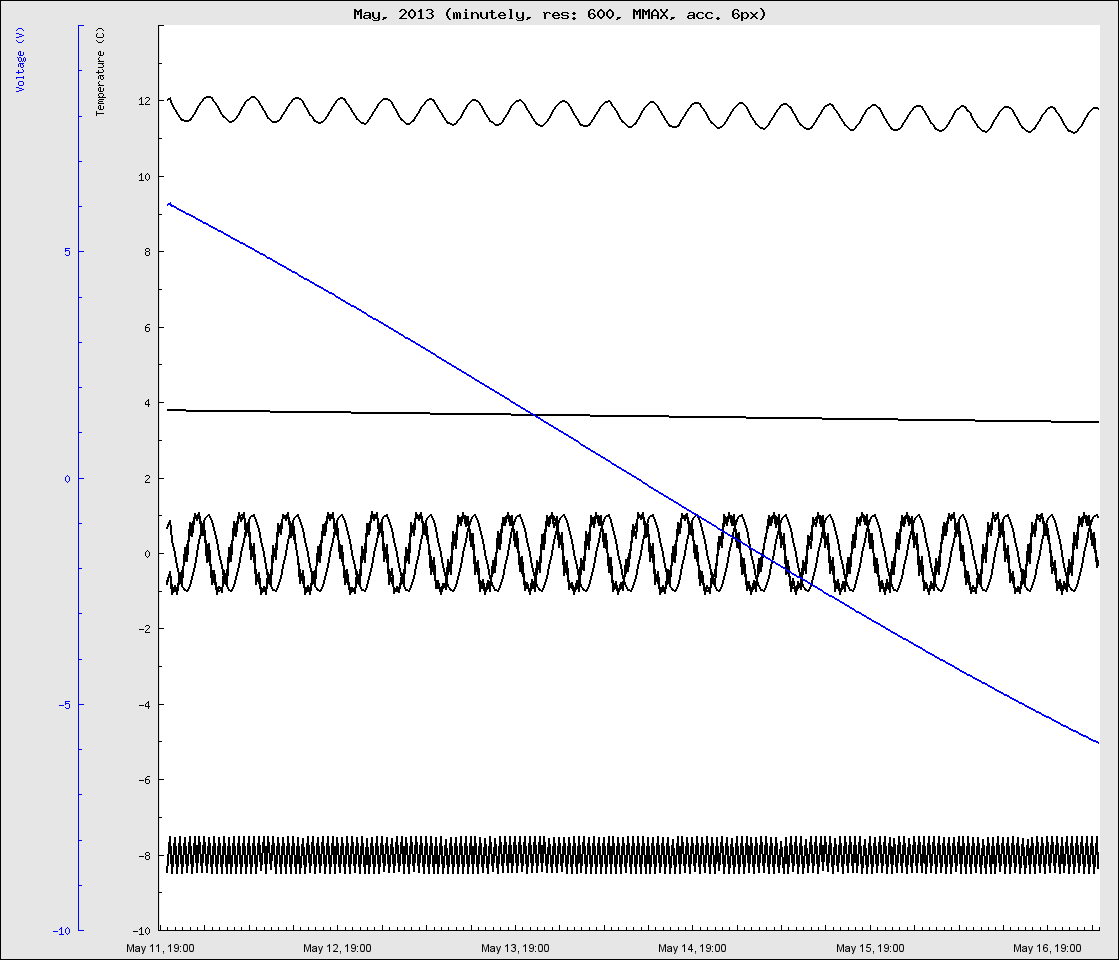 May, 2013 (minutely, res: 600, MMAX, acc. 6px)
Voltage (V)
Temperature (C)
5
0
-5
-10
12
10
8
6
4
2
0
-2
-4
-6
-8
-10
May 11, 19:00
May 12, 19:00
May 13, 19:00
May 14, 19:00
May 15, 19:00
May 16, 19:00